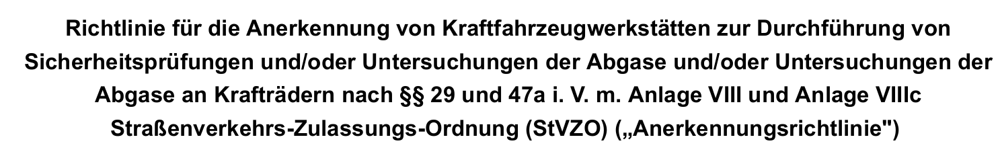 Richtlinie für die Anerkennung von Kraftfahrzeugwerkstätten zur Durchführung von
Sicherheitsprüfungen und/oder Untersuchungen der Abgase und/oder Untersuchungen der
Abgase an Krafträdern nach §§ 29 und 47a i. V. m. Anlage VIII und Anlage VIIIc
Straßenverkehrs-Zulassungs-Ordnung (StVZO) („Anerkennungsrichtlinie")